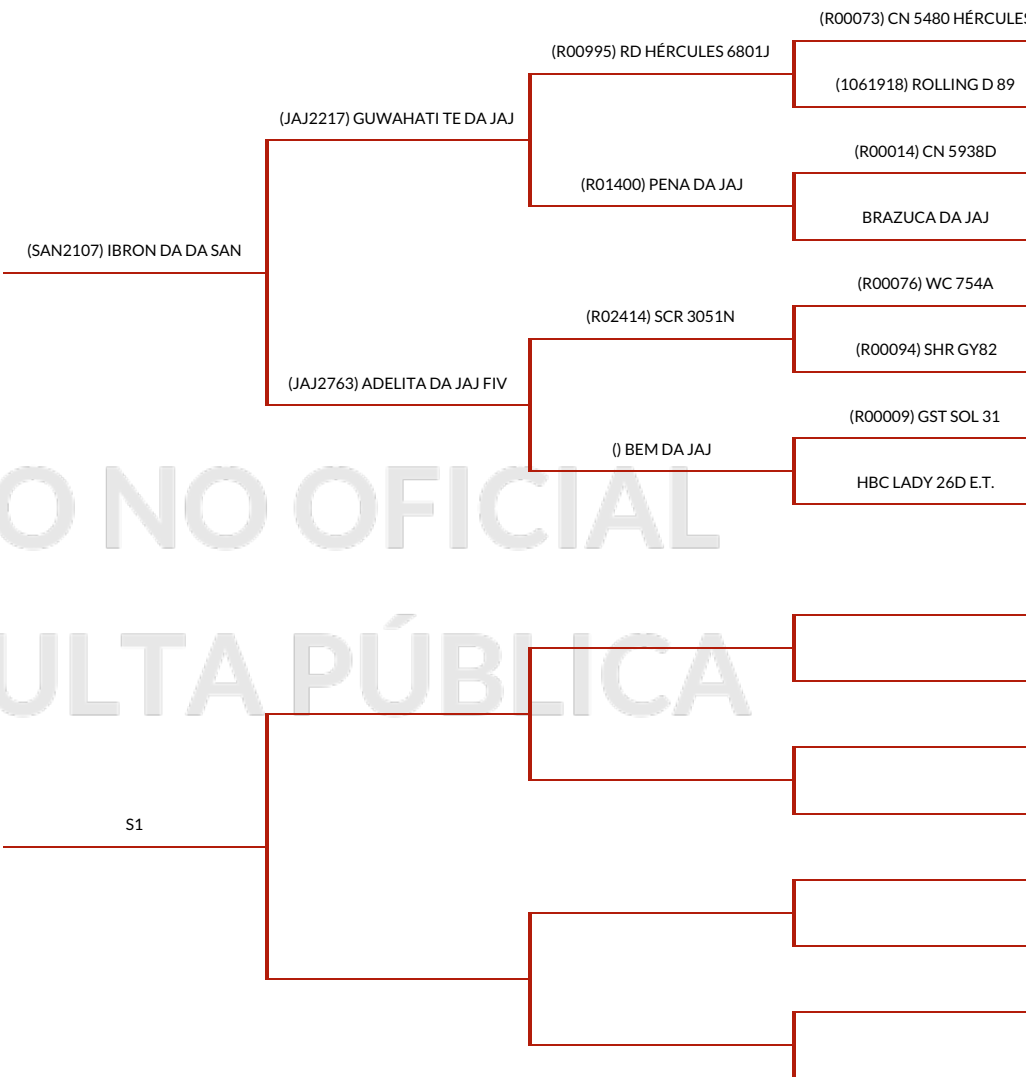 (R00073) CN 5480 HÉRCULES
(R00995) RD HÉRCULES 6801J
(1061918) ROLLING D 89
(JAJ2217) GUWAHATI TE DA JAJ
(R00014) CN 5938D
(R01400) PENA DA JAJ
BRAZUCA DA JAJ
(SAN2107) IBRON DA DA SAN
(R00076) WC 754A
(R02414) SCR 3051N
(R00094) SHR GY82
(JAJ2763) ADELITA DA JAJ FIV
(R00009) GST SOL 31
() BEM DA JAJ
HBC LADY 26D E.T.
O NO OFICIAL
ULTA PÚBLICA
S1